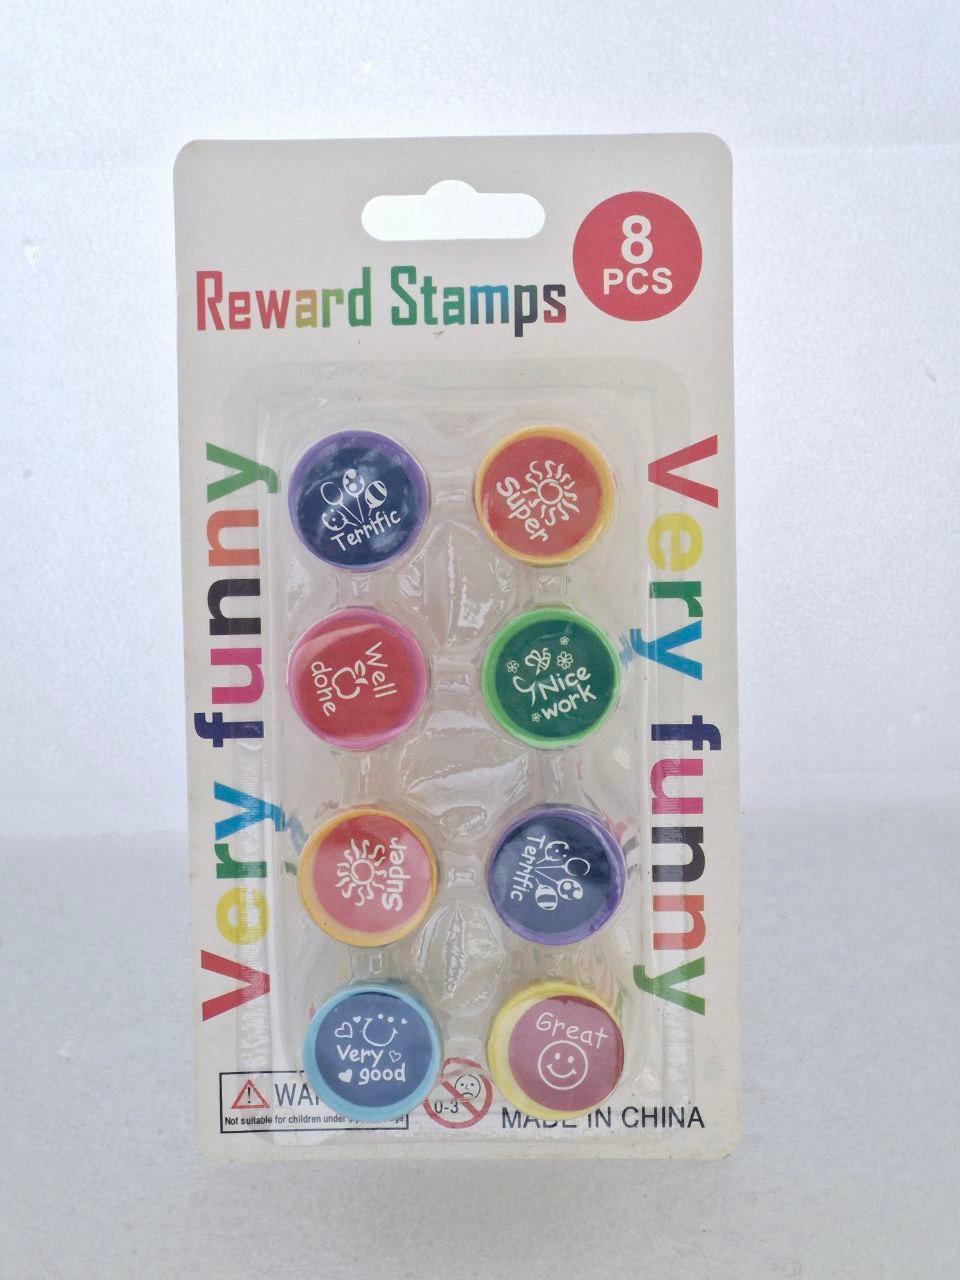 8
PCS
Reward Stamps
Very funny
Very funny
Terrific
Super
Well
done
Nice
work
Super
Terrific
Very
good
Great
Not suitable for children under
0-3
MADE IN CHINA